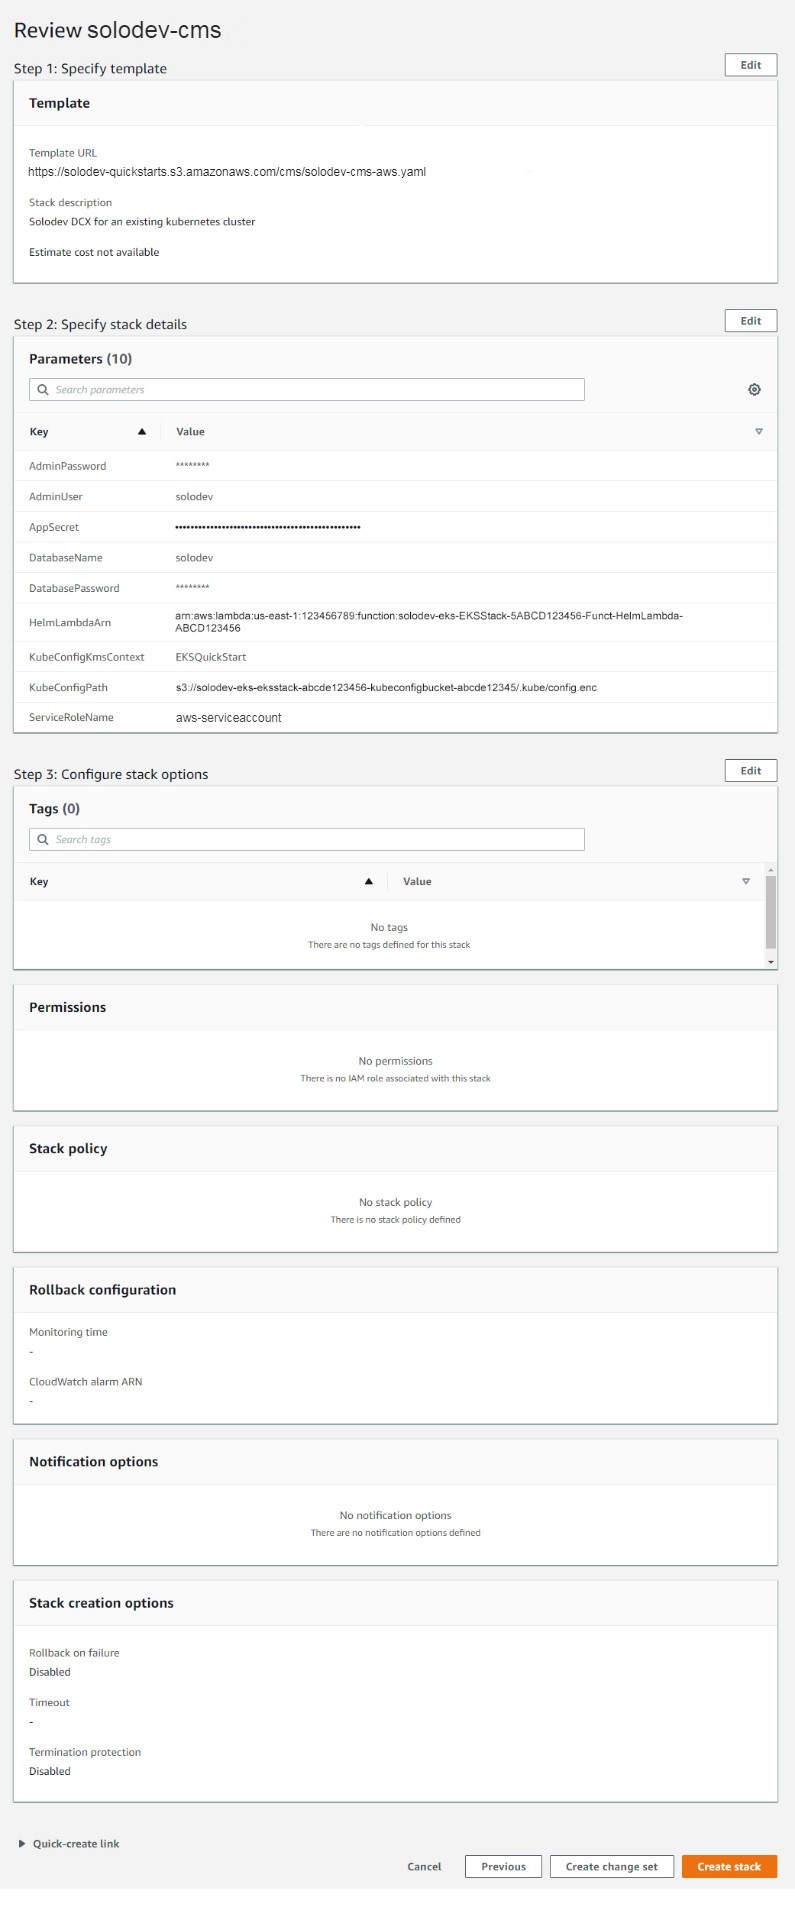 Review solodev-cms
Step 1: Specify template
Edit
Template
Template URL
https://solodev-quickstarts.s3.amazonaws.com/cms/solodev-cms-aws.yaml
Stack description
Solodev DCX for an existing kubernetes cluster
Estimate cost not available
Step 2: Specify stack details
Edit
Parameters (10)
Search parameters
Key Value
AdminPassword ********
AdminUser solodev
AppSecret ••••••••••••••••••••••••••••••••••••••••••••••••
DatabaseName solodev
DatabasePassword ********
HelmLambdaArn arn:aws:lambda:us-east-1:123456789:function:solodev-eks-EKSStack-5ABCD123456-Funct-HelmLambda-
ABCD123456
KubeConfigKmsContext EKSQuickStart
KubeConfigPath s3://solodev-eks-eksstack-abcde123456-kubeconfigbucket-abcde12345/.kube/config.enc
ServiceRoleName aws-serviceaccount
Step 3: Configure stack options
Edit
Tags (0)
Search tags
Key Value
No tags
There are no tags defined for this stack
Permissions
No permissions
There is no IAM role associated with this stack
Stack policy
No stack policy
There is no stack policy defined
Rollback configuration
Monitoring time
-
CloudWatch alarm ARN
-
Notification options
No notification options
There are no notification options defined
Stack creation options
Rollback on failure
Disabled
Timeout
-
Termination protection
Disabled
Quick-create link
Cancel Previous Create change set Create stack